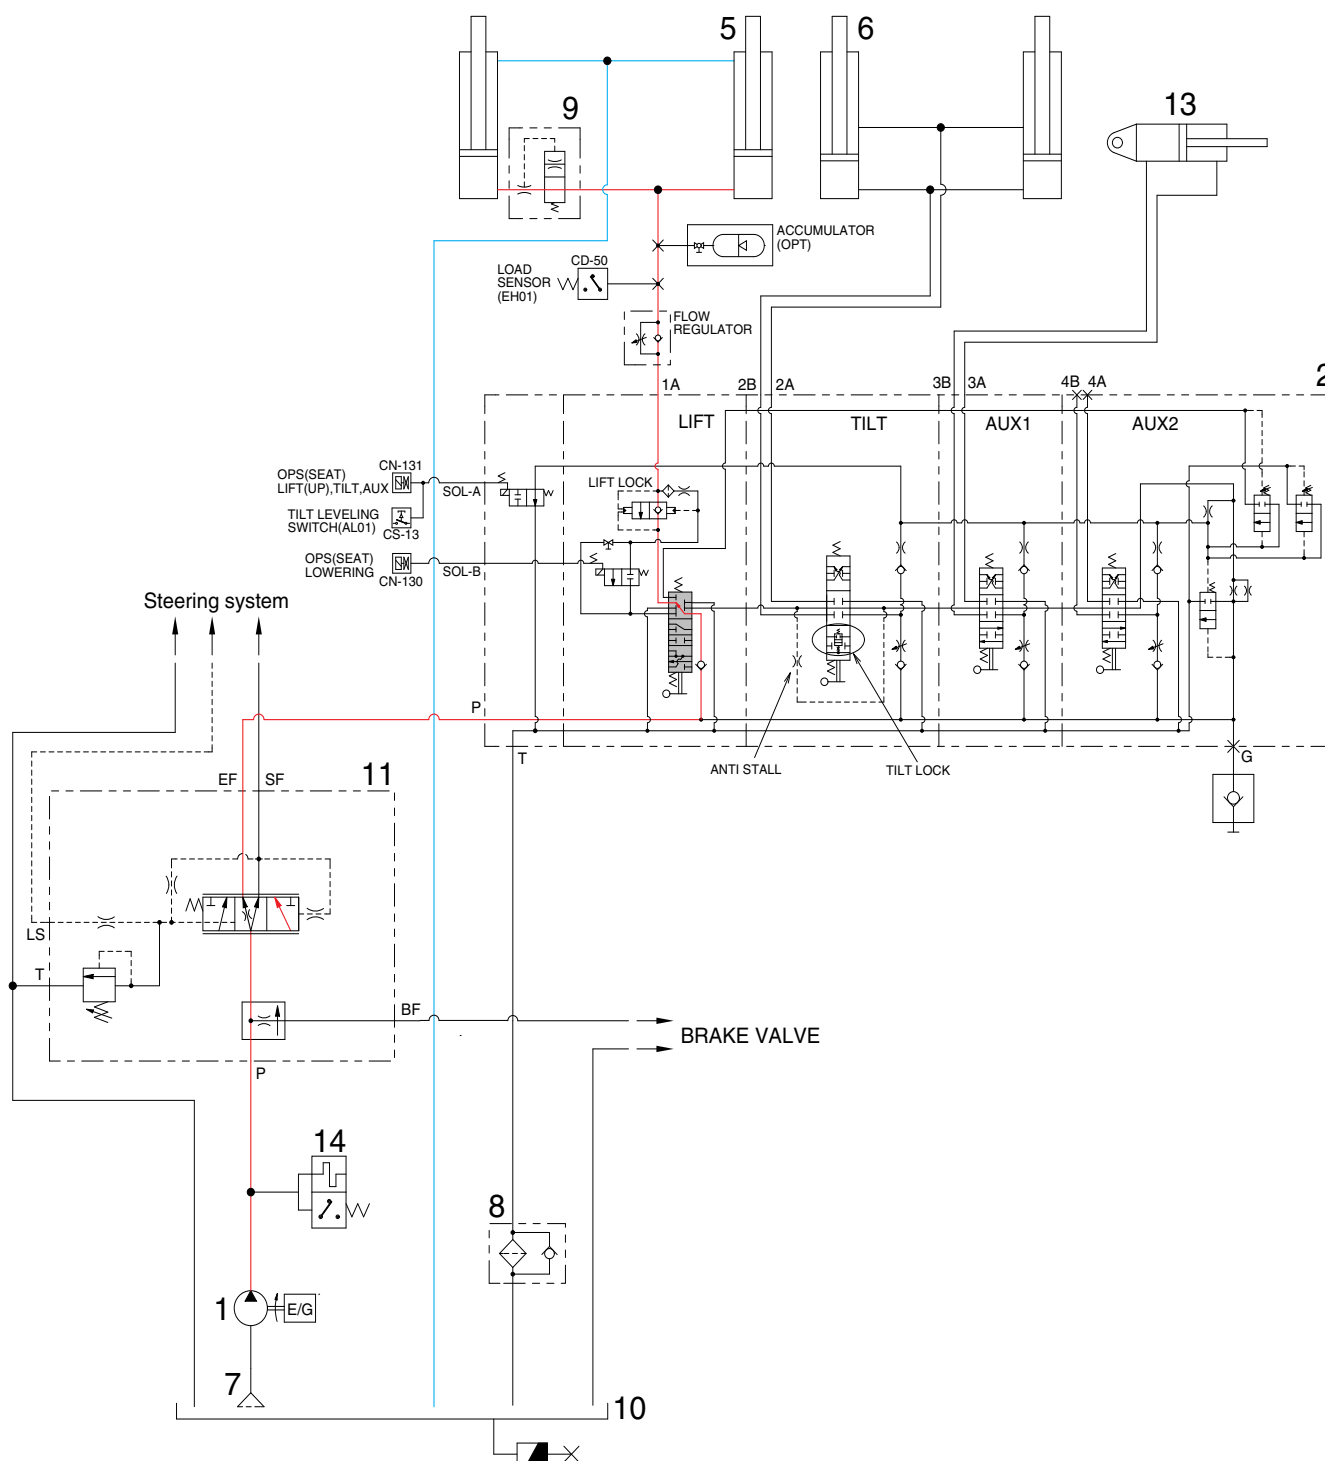 5
6
9
13
ACCUMULATOR
(OPT)
CD-50
LOAD
SENSOR
(EH01)
FLOW
REGULATOR
1A
2B
2A
3B
3A
4B
4A
2
LIFT
TILT
AUX1
AUX2
OPS(SEAT)
LIFT(UP),TILT,AUX
CN-131
SOL-A
LIFT LOCK
TILT LEVELING
SWITCH(AL01)
CS-13
OPS(SEAT)
LOWERING
CN-130
SOL-B
Steering system
P
T
G
ANTI STALL
TILT LOCK
EF
SF
11
LS
T
BF
BRAKE VALVE
P
14
8
1
E/G
7
10